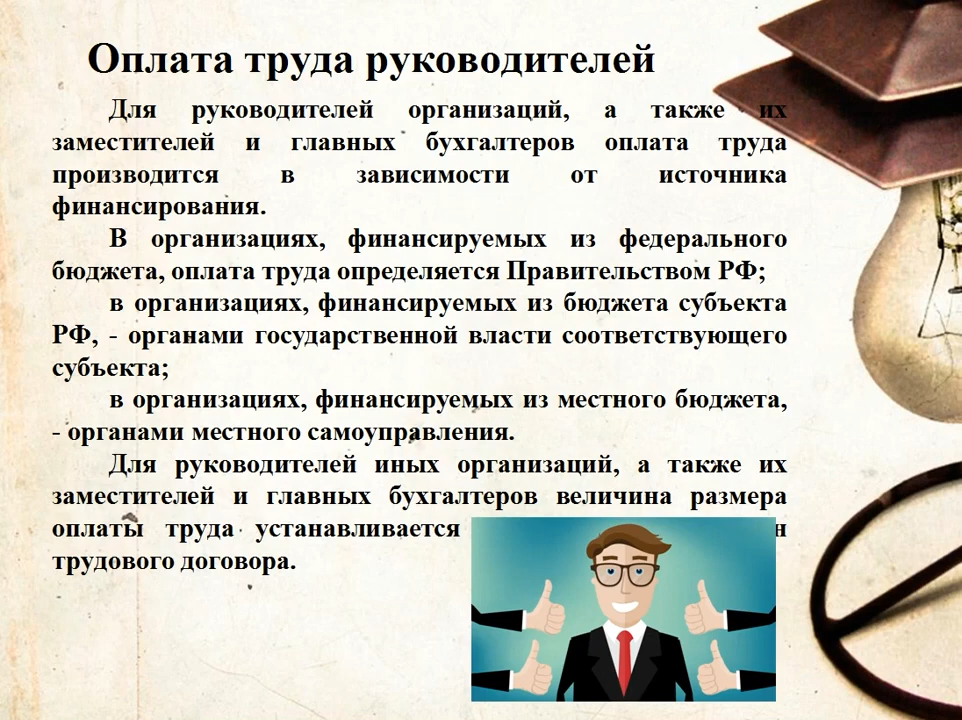 Оплата труда руководителей
Для руководителей организаций, а также их
заместителей и главных бухгалтеров оплата труда
производится в зависимости от источника
финансирования.
В организациях, финансируемых из федерального
бюджета, оплата труда определяется Правительством РФ;
в организациях, финансируемых из бюджета субъекта
РФ, - органами государственной власти соответствующего
субъекта;
в организациях, финансируемых из местного бюджета,
- органами местного самоуправления.
Для руководителей иных организаций, а также их
заместителей и главных бухгалтеров величина размера
оплаты труда устанавливается
трудового договора.